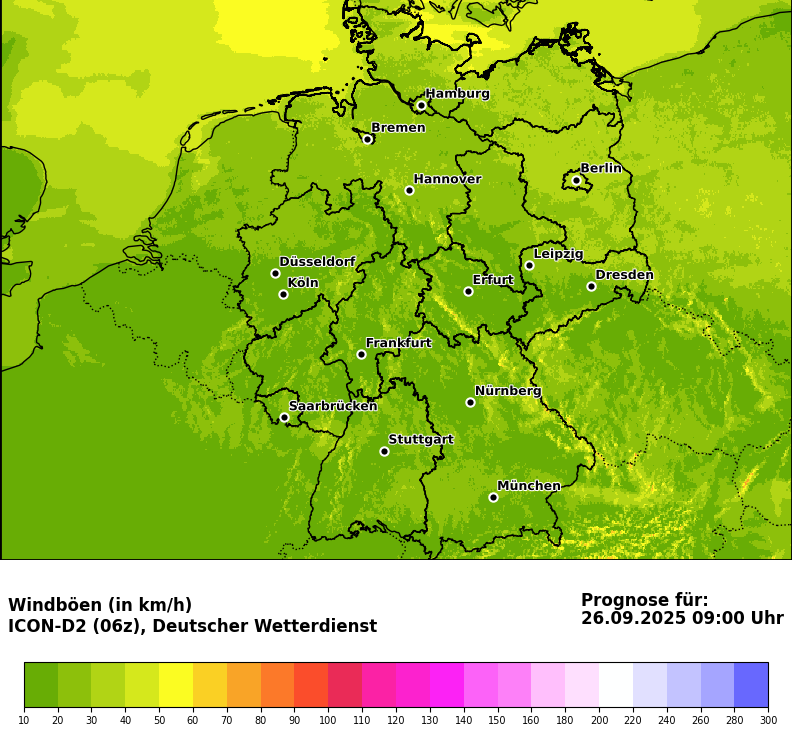 Hamburg
Bremen
Berlin
Hannover
Leipzig
Düsseldorf
Dresden
Köln
Erfurt
Frankfurt
Nürnberg
Saarbrücken
Stuttgart
München
Windböen (in km/h)
ICON-D2 (06z), Deutscher Wetterdienst
Prognose für:
26.09.2025 09:00 Uhr
10 20 30 40 50 60 70 80 90 100 110 120 130 140 150 160 180 200 220 240 260 280 300